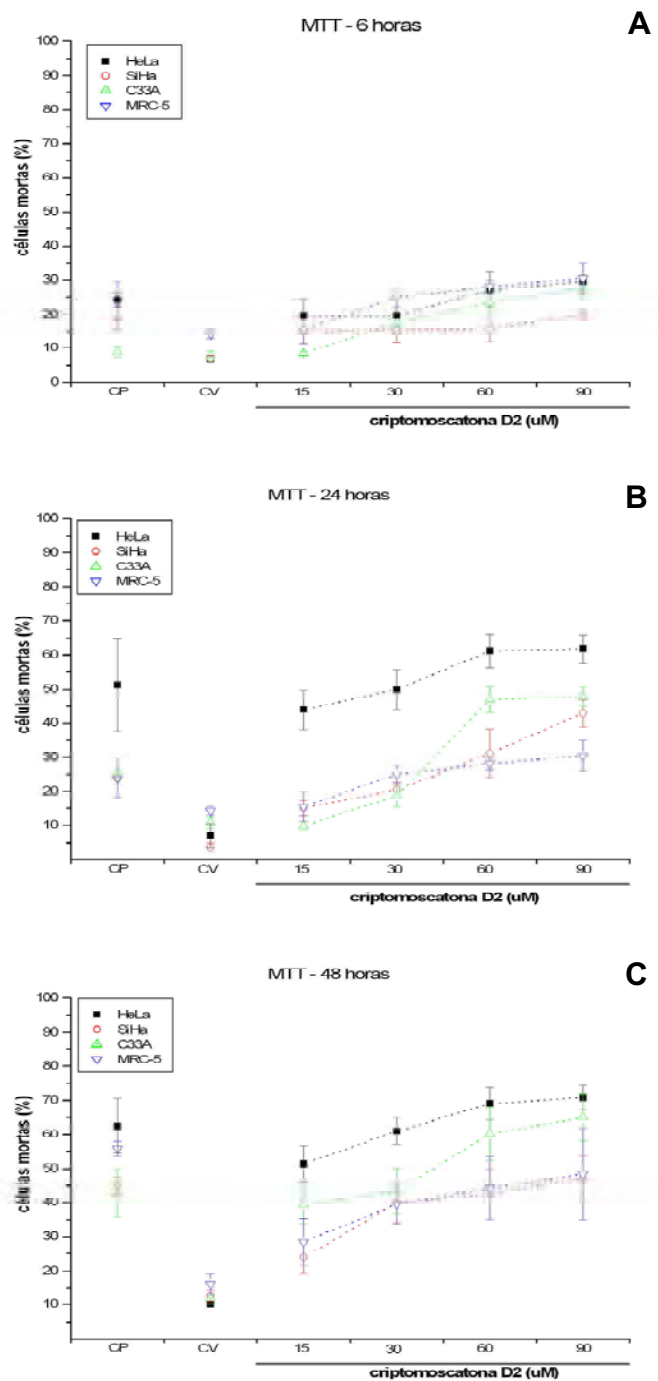 MTT - 6 horas
A
HeLa
SiHa
C33A
MRC-5
células mortas (%)
100
90
80
70
60
50
40
30
20
10
0
CP
CV
15
30
60
90
criptomoscatona D2 (uM)
MTT - 24 horas
B
HeLa
SiHa
C33A
MRC-5
células mortas (%)
100
90
80
70
60
50
40
30
20
10
CP
CV
15
30
60
90
criptomoscatona D2 (uM)
MTT - 48 horas
C
HeLa
SiHa
C33A
MRC-5
células mortas (%)
100
90
80
70
60
50
40
30
20
10
CP
CV
15
30
60
90
criptomoscatona D2 (uM)